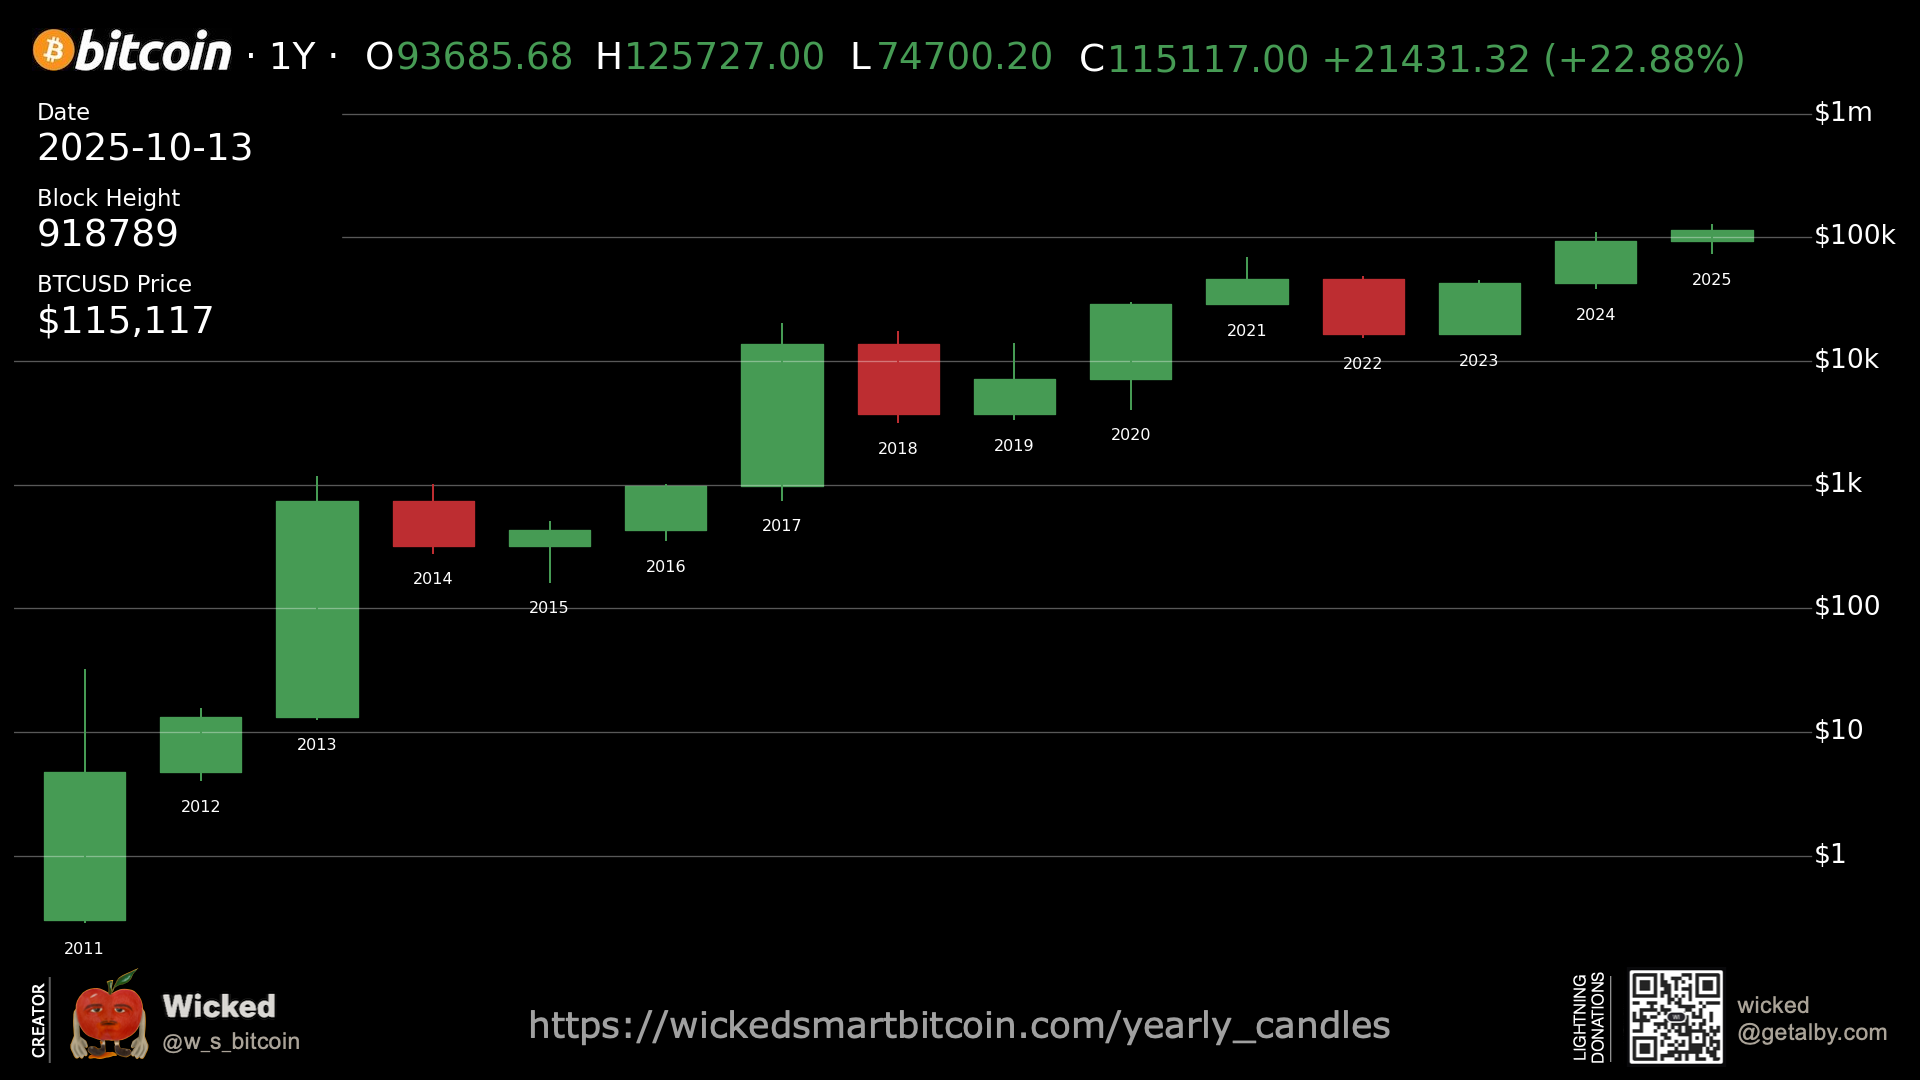 bitcoin · 1Y · O93685.68 H125727.00 L74700.20 C115117.00 +21431.32 (+22.88%)
Date
2025-10-13
Block Height
918789
BTCUSD Price
$115,117
$1m
$100k
$10k
$1k
$100
$10
$1
2011
2012
2013
2014
2015
2016
2017
2018
2019
2020
2021
2022
2023
2024
2025
CREATOR
Wicked
@w_s_bitcoin
https://wickedsmartbitcoin.com/yearly_candles
LIGHTNING
DONATIONS
wicked
@getalby.com